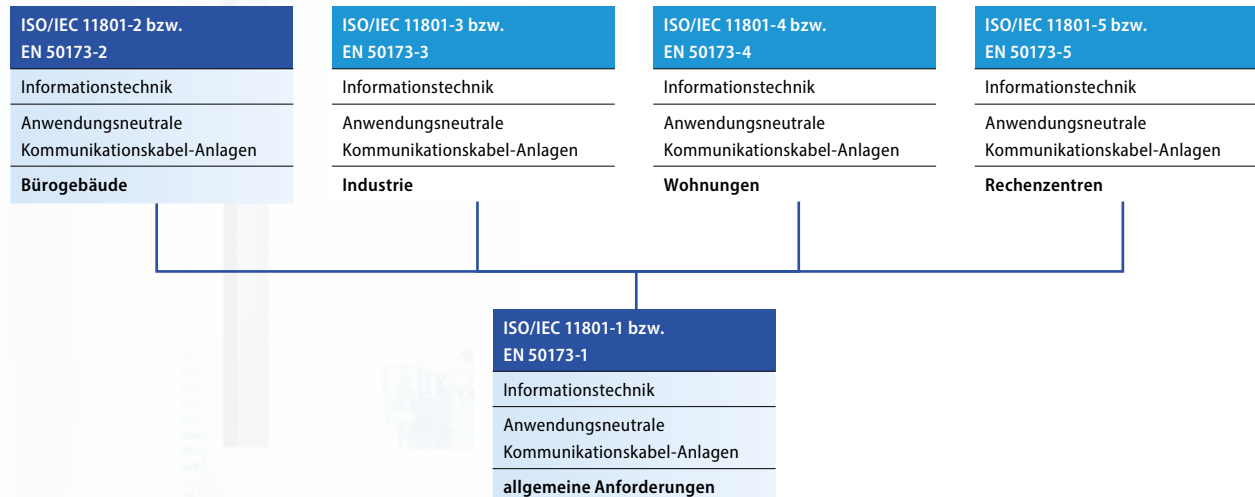 ISO/IEC 11801-2 bzw.
EN 50173-2
Informationstechnik
Anwendungsneutrale
Kommunikationskabel-Anlagen
Bürogebäude
ISO/IEC 11801-3 bzw.
EN 50173-3
Informationstechnik
Anwendungsneutrale
Kommunikationskabel-Anlagen
Industrie
ISO/IEC 11801-4 bzw.
EN 50173-4
Informationstechnik
Anwendungsneutrale
Kommunikationskabel-Anlagen
Wohnungen
ISO/IEC 11801-5 bzw.
EN 50173-5
Informationstechnik
Anwendungsneutrale
Kommunikationskabel-Anlagen
Rechenzentren
ISO/IEC 11801-1 bzw.
EN 50173-1
Informationstechnik
Anwendungsneutrale
Kommunikationskabel-Anlagen
allgemeine Anforderungen